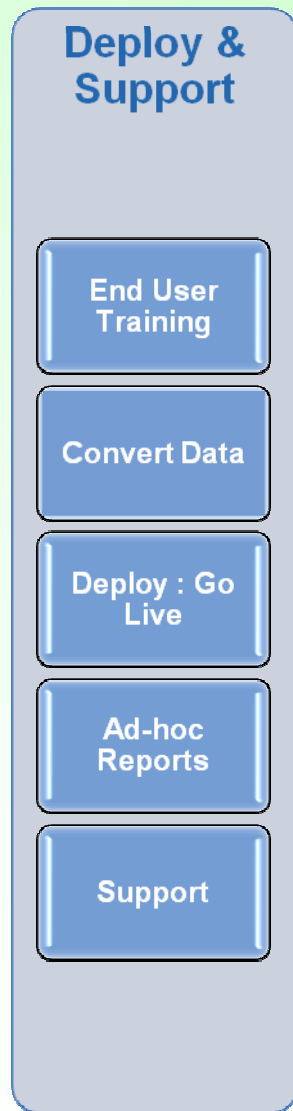 Deploy &
Support
End User
Training
Convert Data
Deploy : Go
Live
Ad-hoc
Reports
Support